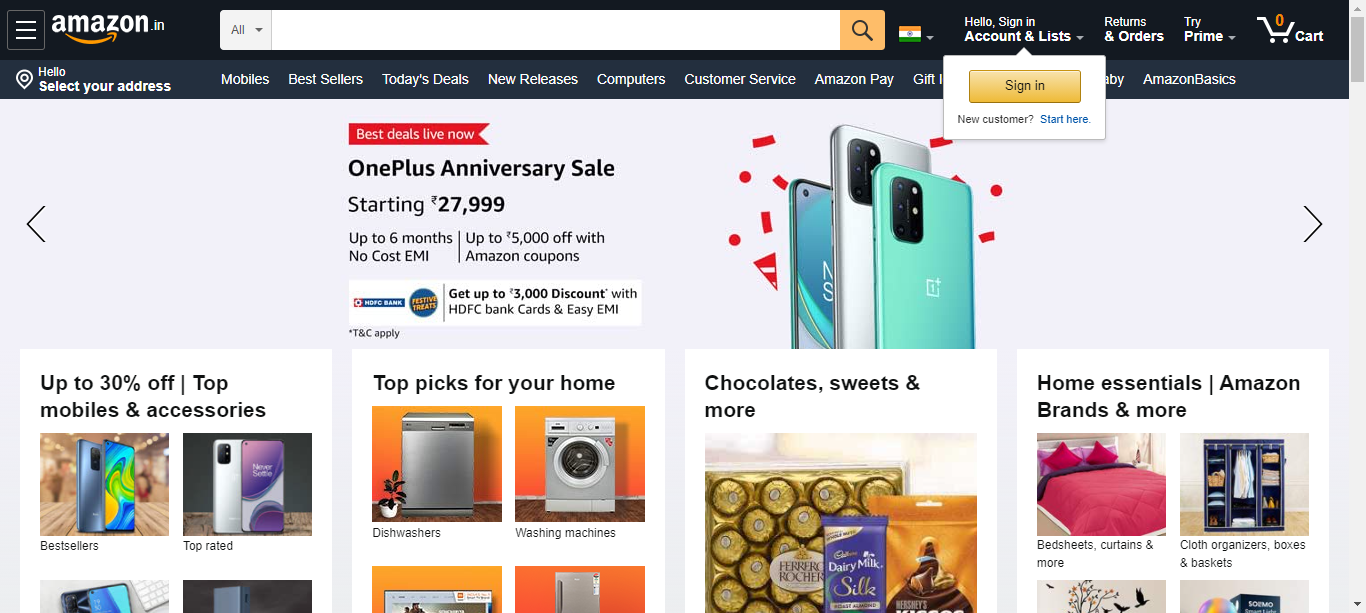 amazon.in
All
Hello, Sign in
Account & Lists
Returns
& Orders
Try
Prime
0
Cart
Hello
Select your address
Mobiles
Best Sellers
Today's Deals
New Releases
Computers
Customer Service
Amazon Pay
Gift
AmazonBasics
Sign in
New customer? Start here.
Best deals live now
OnePlus Anniversary Sale
Starting ₹27,999
Up to 6 months
No Cost EMI
Up to ₹5,000 off with
Amazon coupons
HDFC BANK
FESTIVE
TREATS
Get up to ₹3,000 Discount* with
HDFC bank Cards & Easy EMI
*T&C apply
Up to 30% off | Top
mobiles & accessories
Never
Settle
Bestsellers
Top rated
Top picks for your home
Dishwashers
Washing machines
Chocolates, sweets &
more
FERRERO
ROCHER
Cadbury
Dairy Milk
Silk
ROAST ALMOND
HERSHEY'S
KISSES
Home essentials | Amazon
Brands & more
Bedsheets, curtains &
more
Cloth organizers, boxes
& baskets